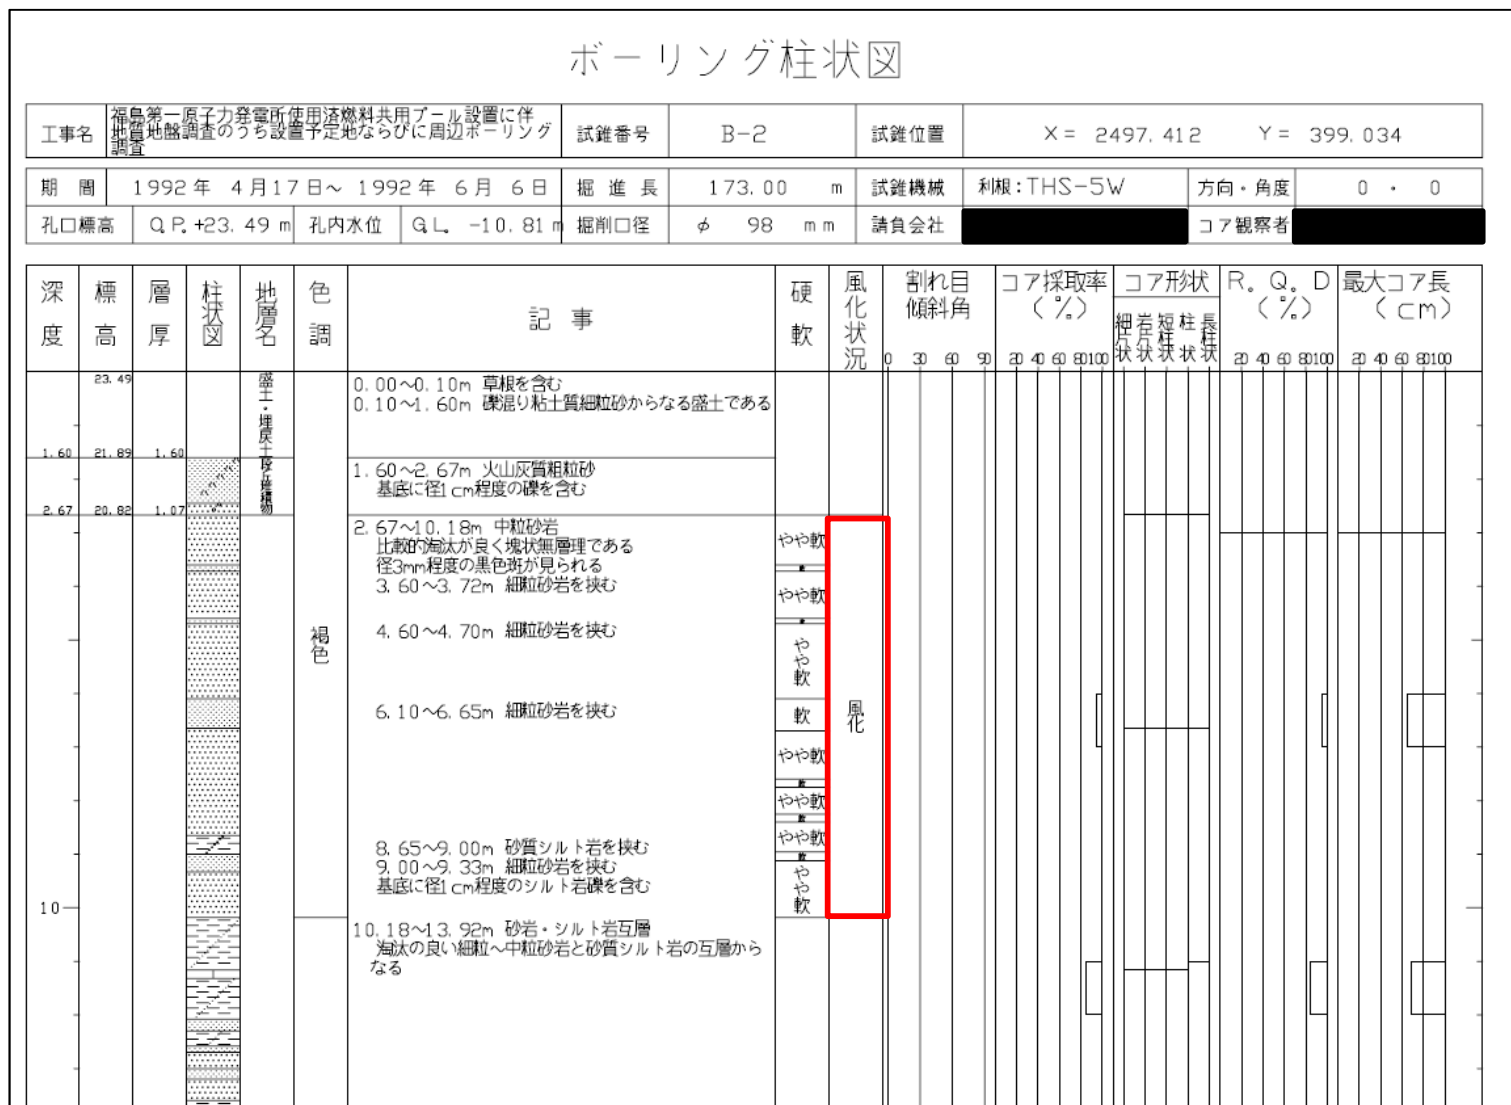 ボーリング柱状図
工事名
福島第一原子力発電所使用済燃料共用プール設置に伴
地質地盤調査のうち設置予定地ならびに周辺ボーリング
調査
試錐番号 B-2 試錐位置 X= 2497.412 Y= 399.034
期間 1992年 4月17日～ 1992年 6月 6日 掘進長 173.00 m 試錐機械 利根:THS-5W 方向・角度 0 ・ 0
孔口標高 O.P.+23.49 m 孔内水位 G.L. -10.81 m 掘削口径 φ 98 mm 請負会社 コア観察者
深度 標高 層厚 柱状図 地層名 色調 記事 硬軟 風化状況 割れ目傾斜角 コア採取率(%) コア形状 R.Q.D(%) 最大コア長(cm)
細片状 岩片状 短柱状 柱状 長柱状
0 30 60 90 20 40 60 80100 20 40 60 80100 20 40 60 80100
23.49
盛土・埋戻土
0.00～0.10m 草根を含む
0.10～1.60m 礫混り粘土質細粒砂からなる盛土である
1.60 21.89 1.60
段丘堆積物
1.60～2.67m 火山灰質粗粒砂
基底に径1cm程度の礫を含む
2.67 20.82 1.07
2.67～10.18m 中粒砂岩
比較的淘汰が良く塊状無層理である
径3mm程度の黒色斑が見られる
3.60～3.72m 細粒砂岩を挟む
4.60～4.70m 細粒砂岩を挟む
6.10～6.65m 細粒砂岩を挟む
8.65～9.00m 砂質シルト岩を挟む
9.00～9.33m 細粒砂岩を挟む
基底に径1cm程度のシルト岩礫を含む
褐色
やや軟
やや軟
やや軟
軟
やや軟
やや軟
やや軟
やや軟
風化
10
10.18～13.92m 砂岩・シルト岩互層
淘汰の良い細粒～中粒砂岩と砂質シルト岩の互層から
なる